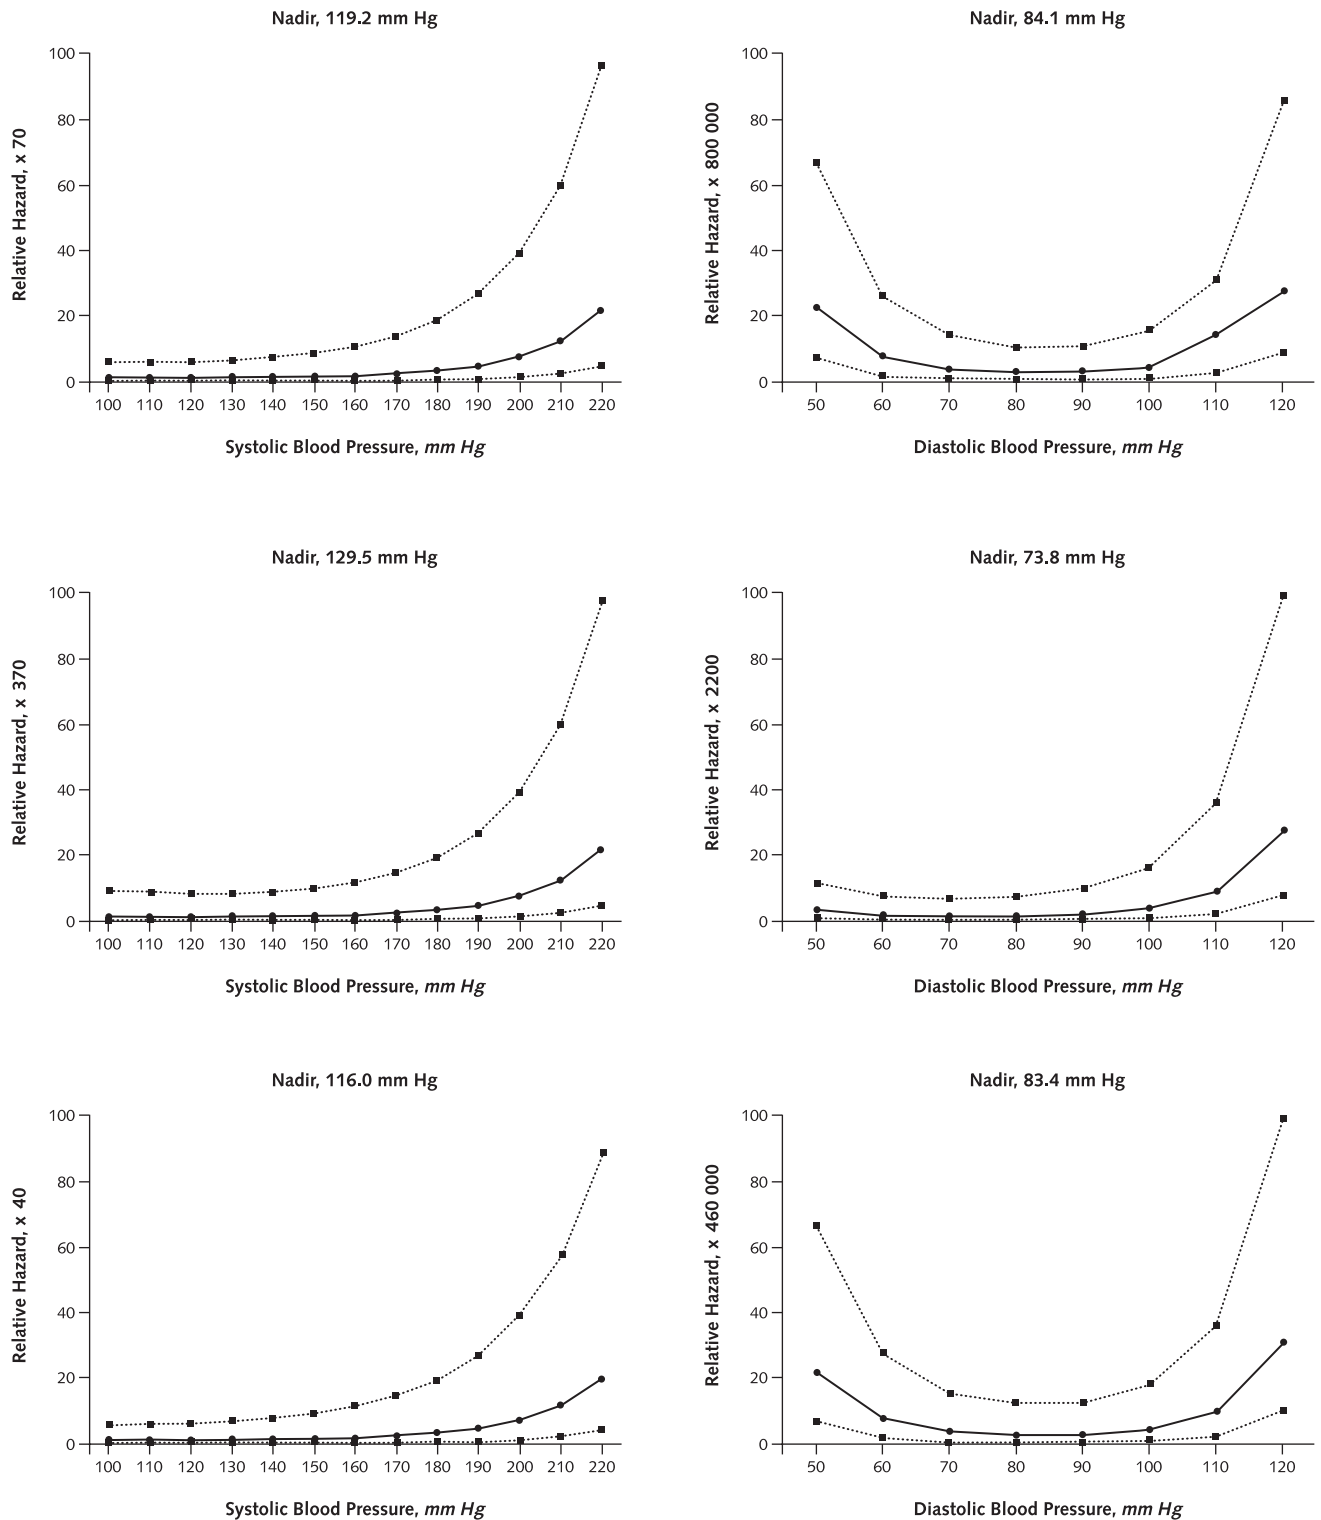 Nadir, 119.2 mm Hg
Relative Hazard, x 70
100
80
60
40
20
0
100 110 120 130 140 150 160 170 180 190 200 210 220
Systolic Blood Pressure, mm Hg
Nadir, 84.1 mm Hg
Relative Hazard, x 800 000
100
80
60
40
20
0
50 60 70 80 90 100 110 120
Diastolic Blood Pressure, mm Hg
Nadir, 129.5 mm Hg
Relative Hazard, x 370
100
80
60
40
20
0
100 110 120 130 140 150 160 170 180 190 200 210 220
Systolic Blood Pressure, mm Hg
Nadir, 73.8 mm Hg
Relative Hazard, x 2200
100
80
60
40
20
0
50 60 70 80 90 100 110 120
Diastolic Blood Pressure, mm Hg
Nadir, 116.0 mm Hg
Relative Hazard, x 40
100
80
60
40
20
0
100 110 120 130 140 150 160 170 180 190 200 210 220
Systolic Blood Pressure, mm Hg
Nadir, 83.4 mm Hg
Relative Hazard, x 460 000
100
80
60
40
20
0
50 60 70 80 90 100 110 120
Diastolic Blood Pressure, mm Hg